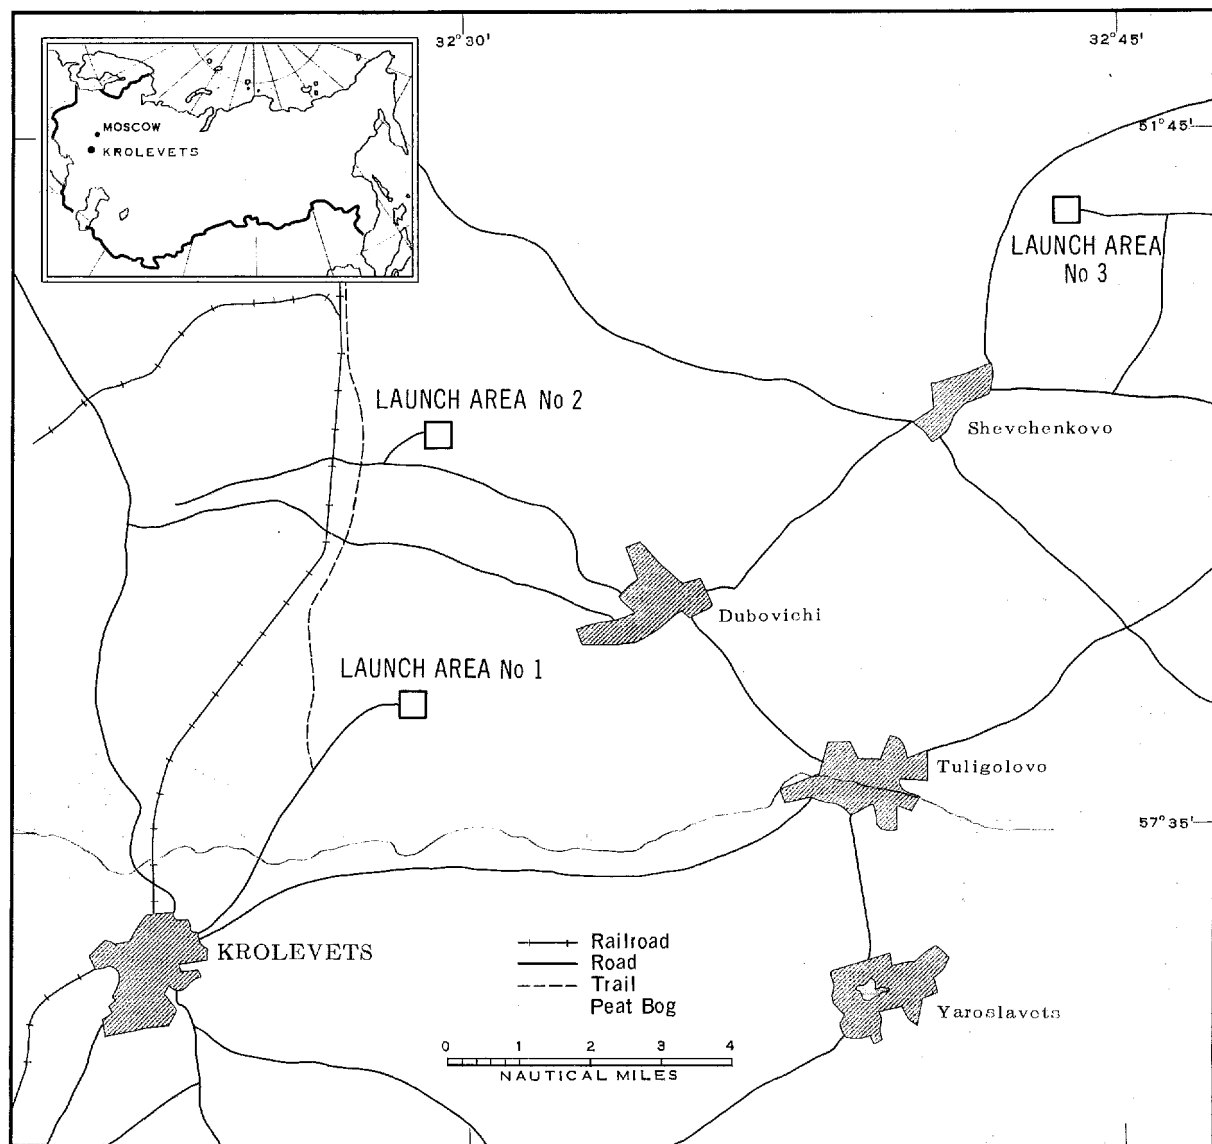 32°30'
32°45'
MOSCOW
KROLEVETS
51°45'
LAUNCH AREA
No 3
LAUNCH AREA No 2
Shevchenkovo
Dubovichi
LAUNCH AREA No 1
Tuligolovo
57°35'
KROLEVETS
Railroad
Road
Trail
Peat Bog
Yaroslavets
0 1 2 3 4
NAUTICAL MILES